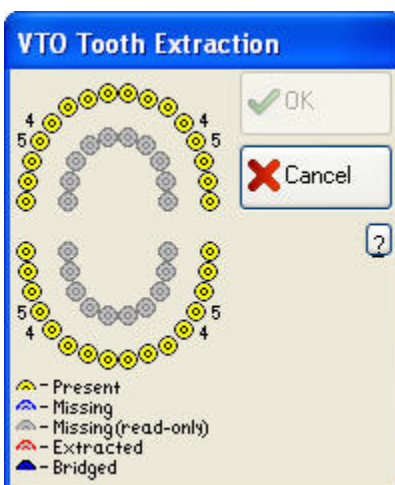 VTO Tooth Extraction
OK
4 4
5 5
Cancel
?
5 5
4 4
- Present
- Missing
- Missing(read-only)
- Extracted
- Bridged